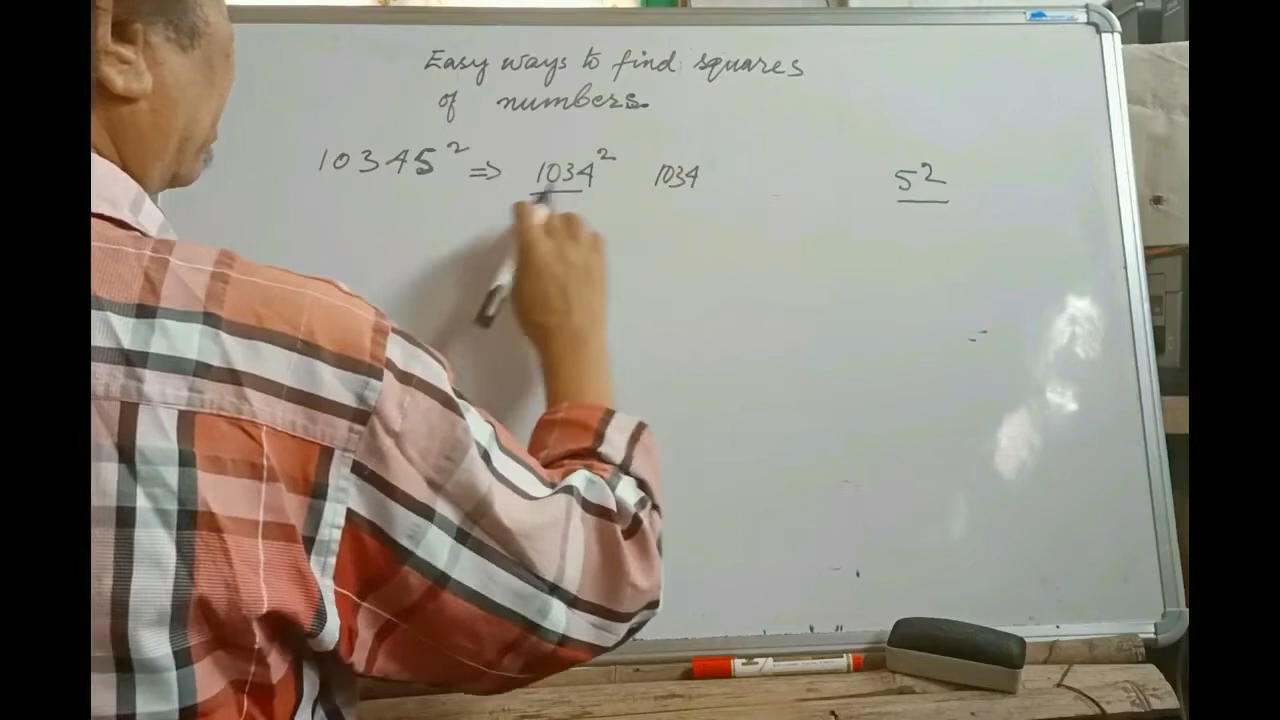 Easy ways to find squares
of numbers.
10345² ⇒ 1034² 1034 5²